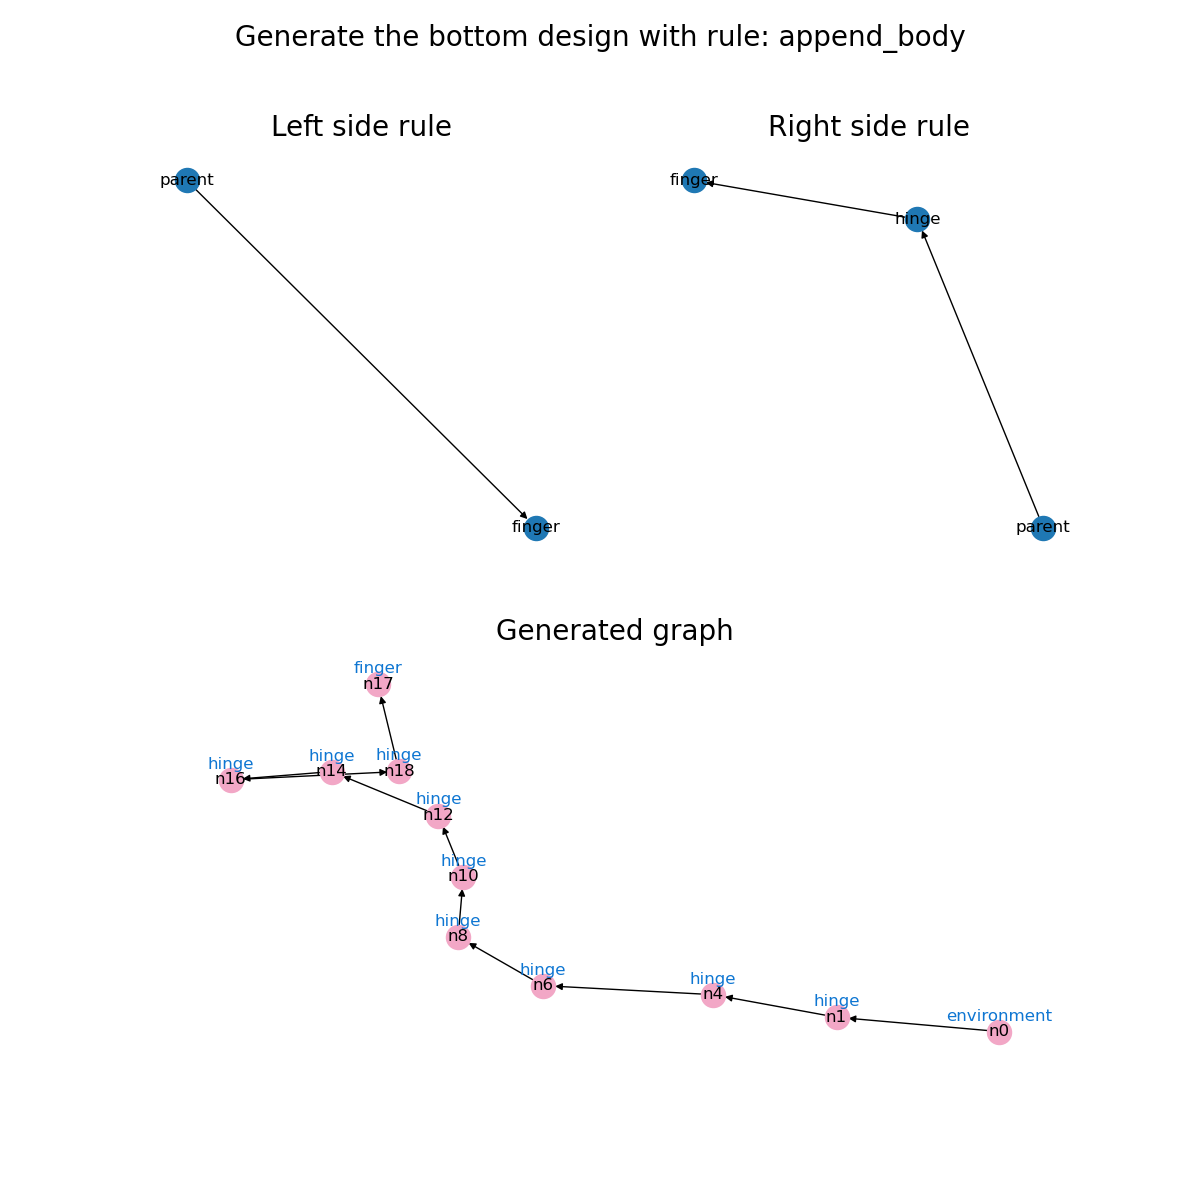 Generate the bottom design with rule: append_body
Left side rule
Right side rule
parent
finger
hinge
finger
parent
Generated graph
finger
n17
hinge
n16
hinge
n14
hinge
n18
hinge
n12
hinge
n10
hinge
n8
hinge
n6
hinge
n4
hinge
n1
environment
n0